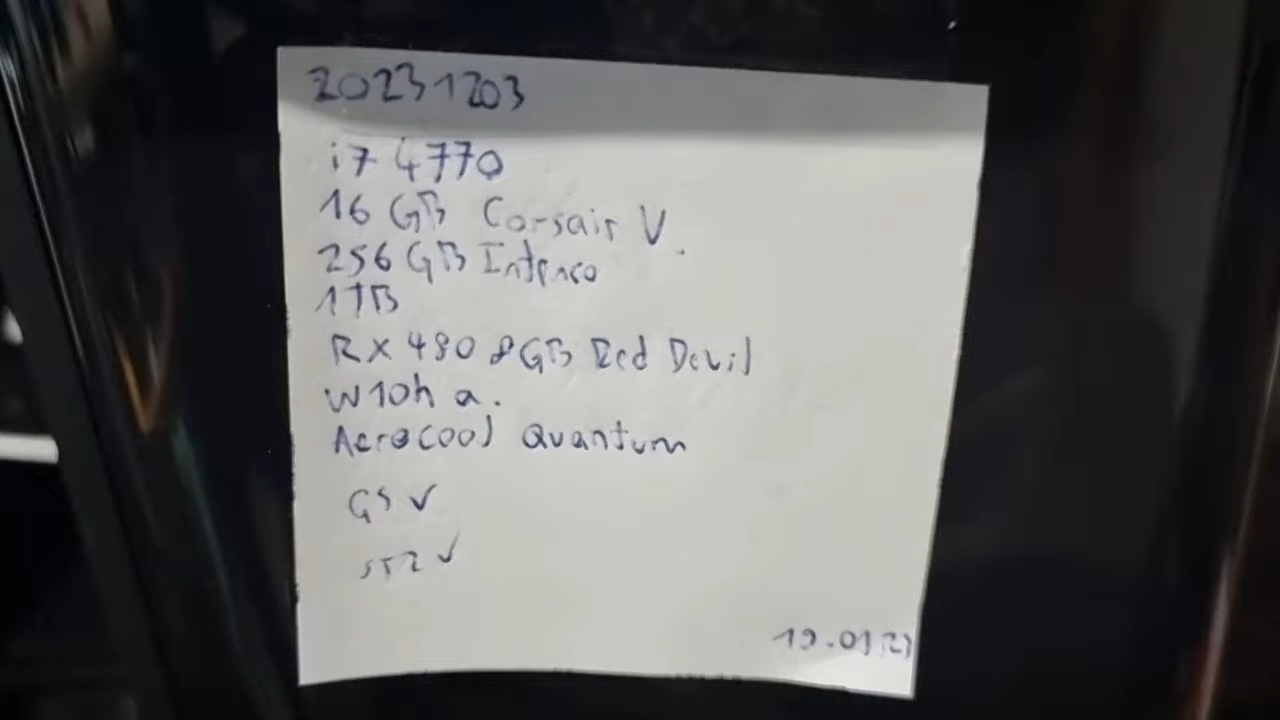 20231203
i7 4770
16 GB Corsair V.
256 GB Intenso
1TB
RX 480 8GB Red Devil
W10h a.
Aerocool Quantum
GS ✓
ST2 ✓